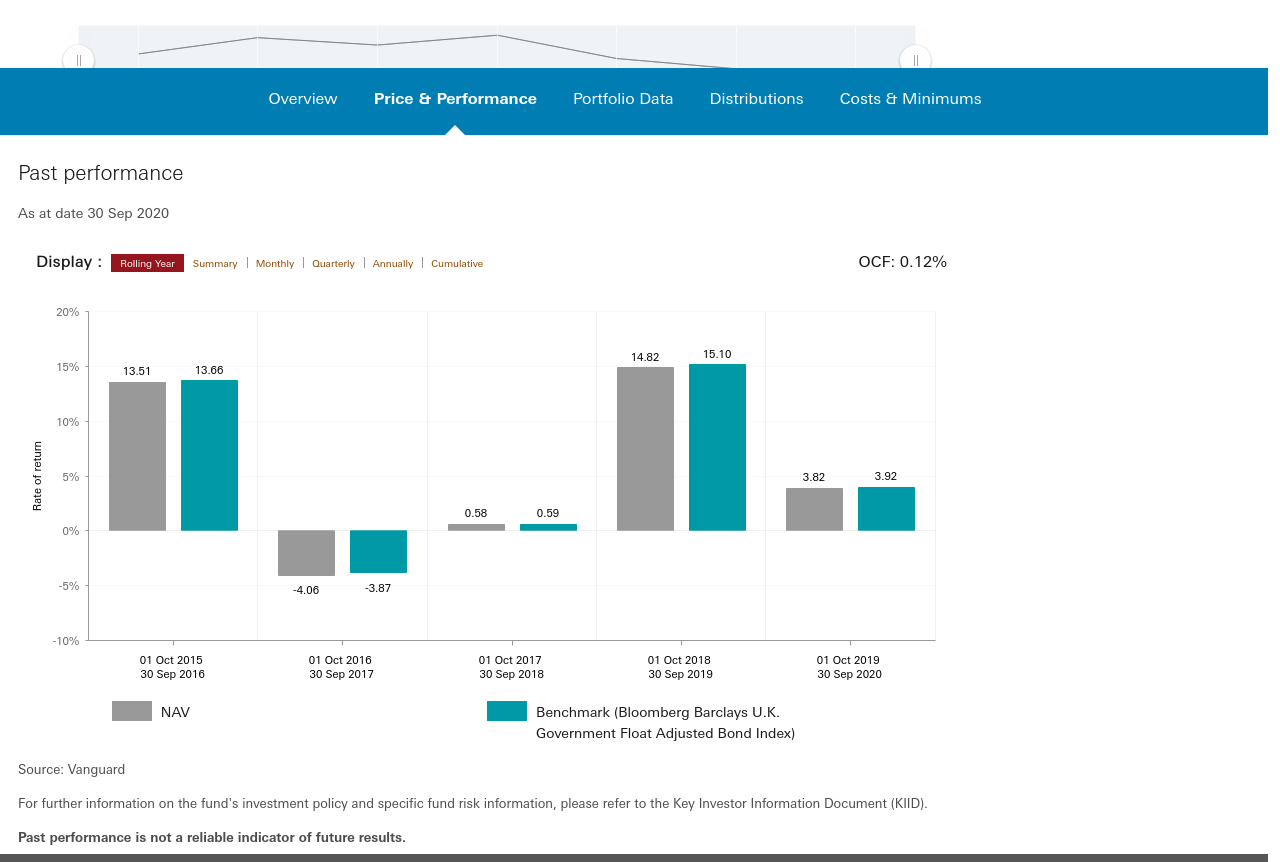 Overview Price & Performance Portfolio Data Distributions Costs & Minimums
Past performance
As at date 30 Sep 2020
Display : Rolling Year Summary Monthly Quarterly Annually Cumulative OCF: 0.12%
20%
15%
10%
5%
0%
-5%
-10%
Rate of return
13.51 13.66
-4.06 -3.87
0.58 0.59
14.82 15.10
3.82 3.92
01 Oct 2015 01 Oct 2016 01 Oct 2017 01 Oct 2018 01 Oct 2019
30 Sep 2016 30 Sep 2017 30 Sep 2018 30 Sep 2019 30 Sep 2020
NAV Benchmark (Bloomberg Barclays U.K.
Government Float Adjusted Bond Index)
Source: Vanguard
For further information on the fund's investment policy and specific fund risk information, please refer to the Key Investor Information Document (KIID).
Past performance is not a reliable indicator of future results.